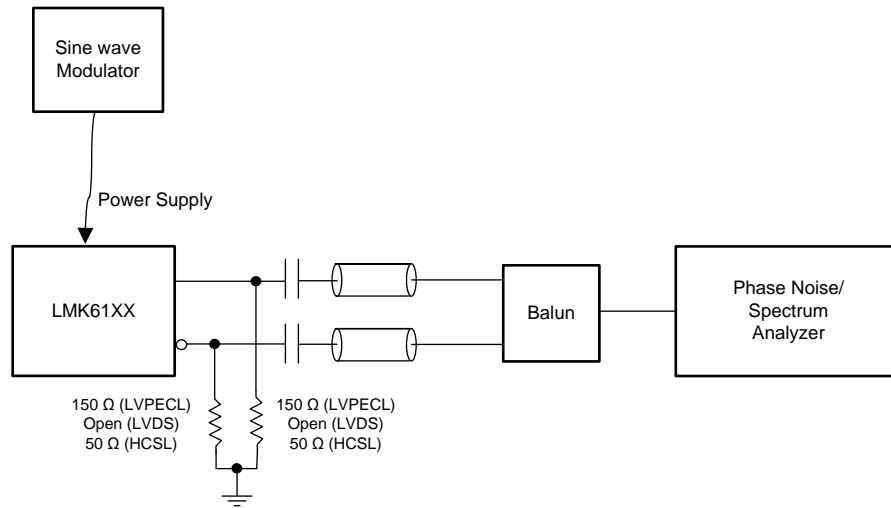 Sine wave
Modulator
Power Supply
LMK61XX
Balun
Phase Noise/
Spectrum
Analyzer
150 Ω (LVPECL)
Open (LVDS)
50 Ω (HCSL)
150 Ω (LVPECL)
Open (LVDS)
50 Ω (HCSL)